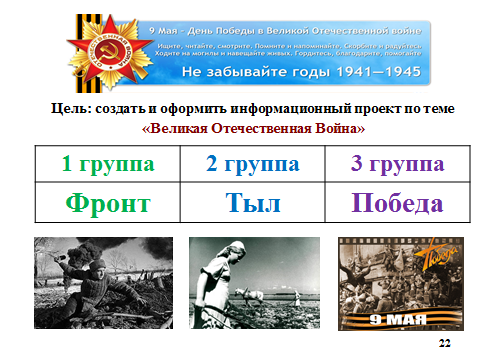 9 Мая - День Победы в Великой Отечественной войне
Ищите, читайте, смотрите. Помните и напоминайте. Скорбите и радуйтесь
Ходите на могилы и навещайте живых. Гордитесь, благодарите, помогайте
Не забывайте годы 1941—1945
ОТЕЧЕСТВЕННАЯ ВОЙНА
Цель: создать и оформить информационный проект по теме
«Великая Отечественная Война»
1 группа 2 группа 3 группа
Фронт Тыл Победа
Победа
9 МАЯ
22